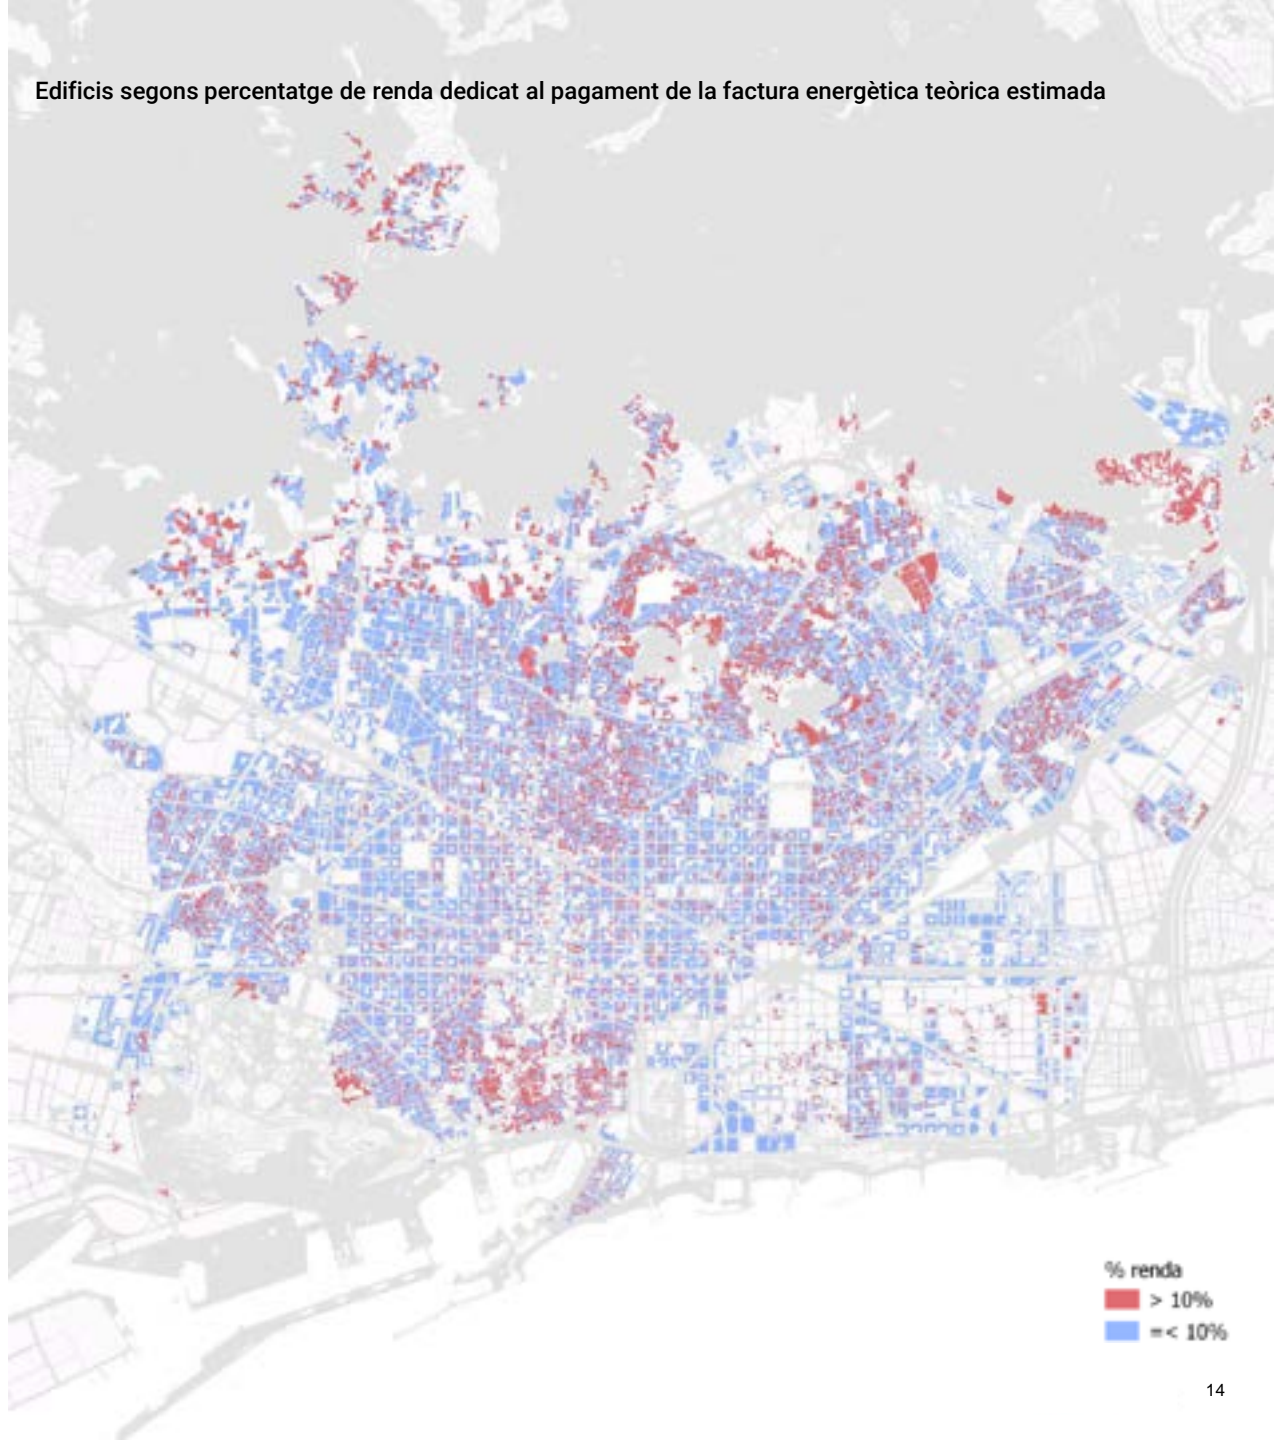 Edificis segons percentatge de renda dedicat al pagament de la factura energètica teòrica estimada
% renda
> 10%
=< 10%
14